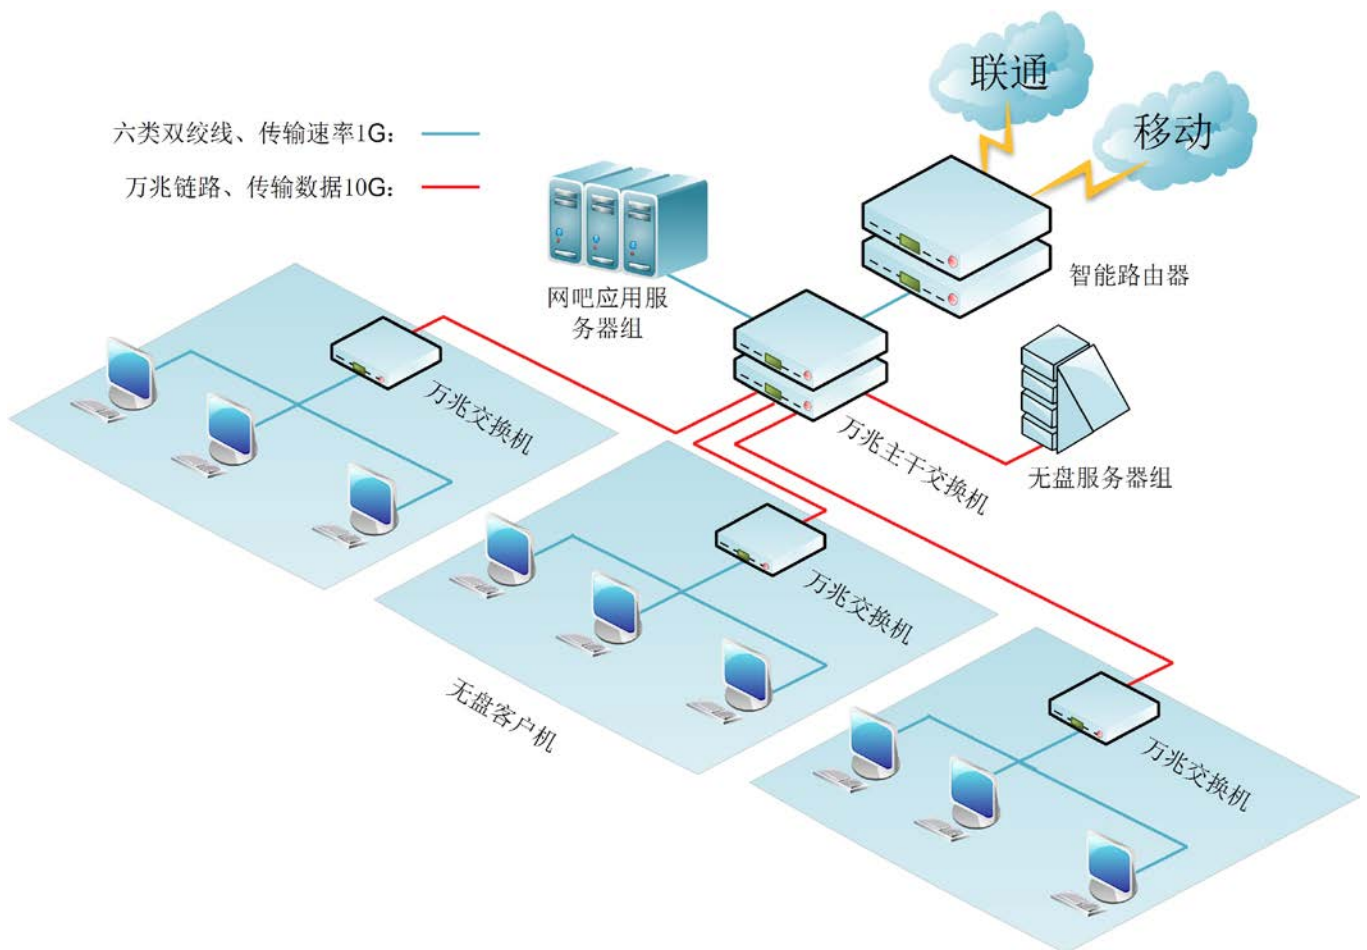 联通
移动
六类双绞线、传输速率1G：
万兆链路、传输数据10G：
智能路由器
网吧应用服
务器组
万兆交换机
万兆主干交换机
无盘服务器组
万兆交换机
无盘客户机
万兆交换机